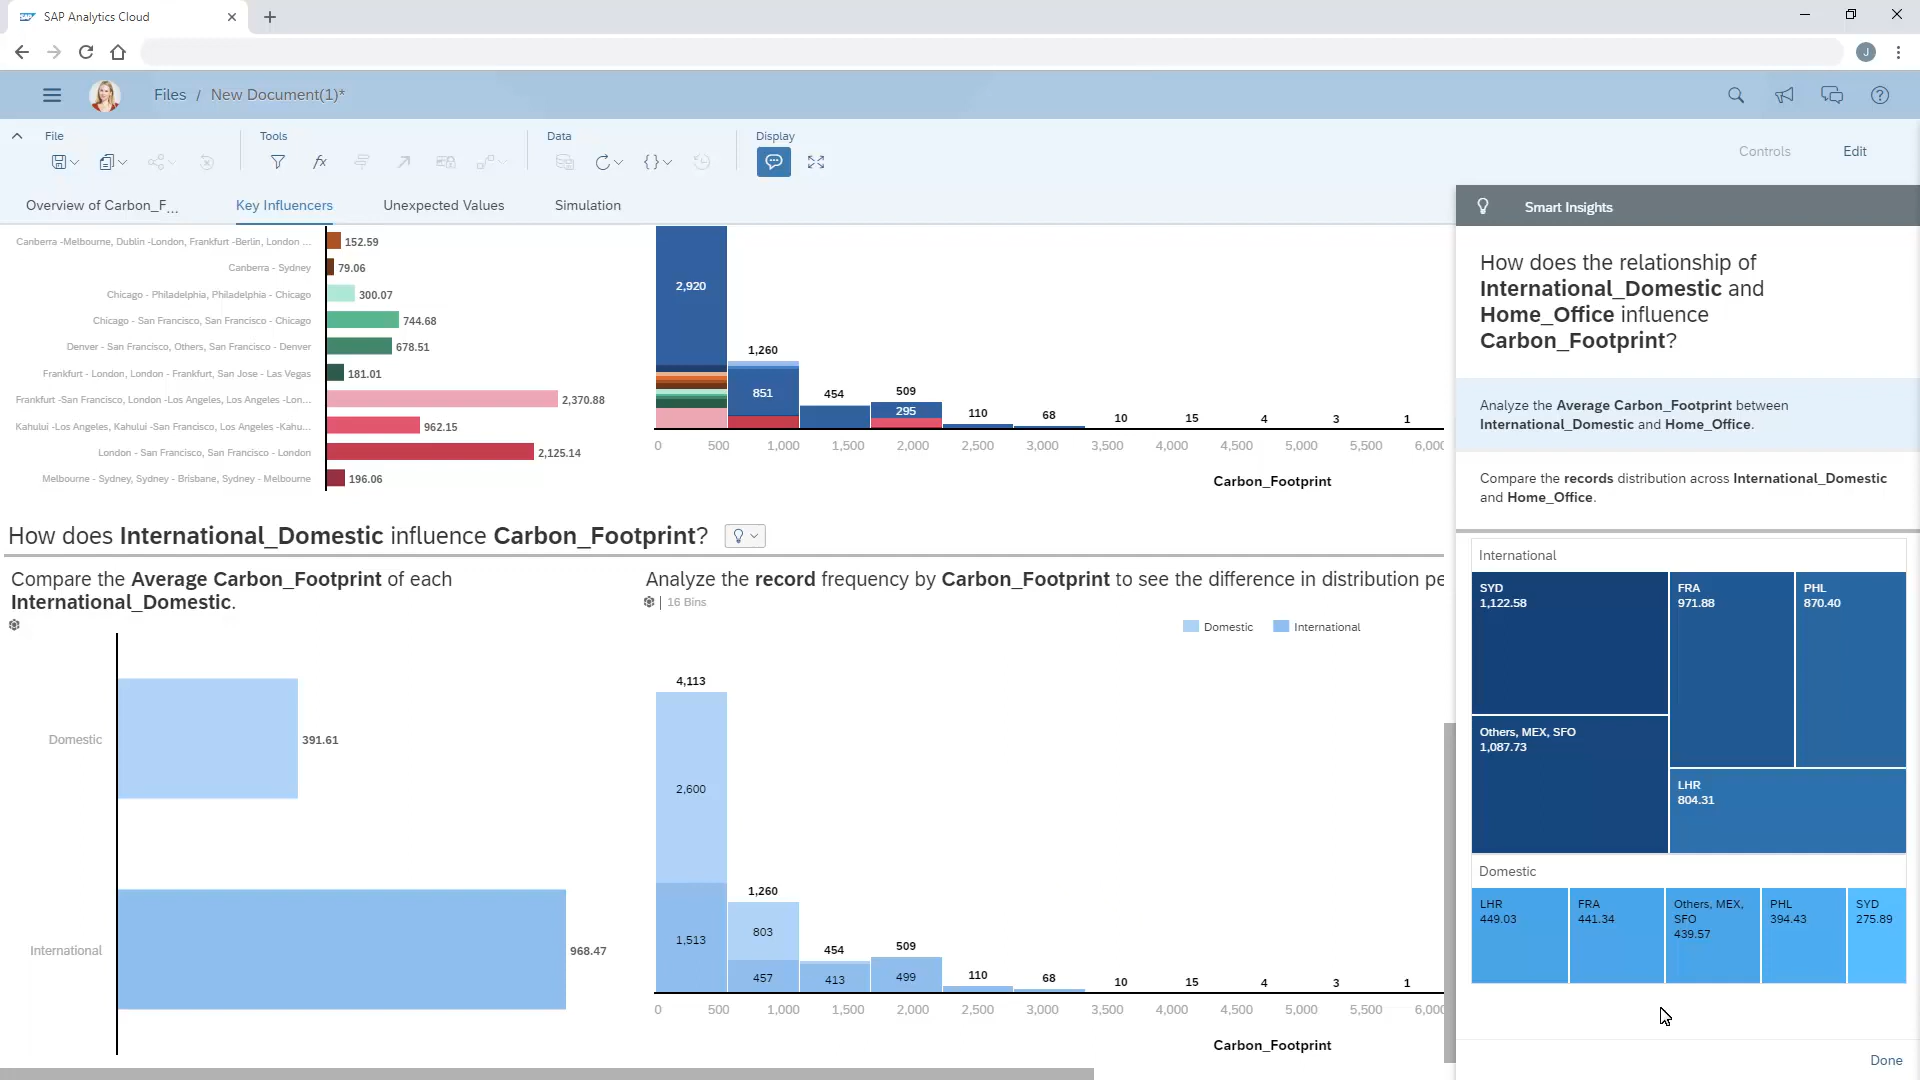 SAP Analytics Cloud
J
Files / New Document(1)*
File
Tools
Data
Display
fx
Controls
Edit
Overview of Carbon_F...
Key Influencers
Unexpected Values
Simulation
Smart Insights
Canberra -Melbourne, Dublin -London, Frankfurt -Berlin, London ...
152.59
Canberra - Sydney
79.06
Chicago - Philadelphia, Philadelphia - Chicago
300.07
Chicago - San Francisco, San Francisco - Chicago
744.68
Denver - San Francisco, Others, San Francisco - Denver
678.51
Frankfurt - London, London - Frankfurt, San Jose - Las Vegas
181.01
Frankfurt -San Francisco, London -Los Angeles, Los Angeles -Lon...
2,370.88
Kahului -Los Angeles, Kahului -San Francisco, Los Angeles -Kahu...
962.15
London - San Francisco, San Francisco - London
2,125.14
Melbourne - Sydney, Sydney - Brisbane, Sydney - Melbourne
196.06
2,920
1,260
851
454
509
295
110
68
10
15
4
3
1
0 500 1,000 1,500 2,000 2,500 3,000 3,500 4,000 4,500 5,000 5,500 6,000
Carbon_Footprint
How does International_Domestic influence Carbon_Footprint?
Compare the Average Carbon_Footprint of each
International_Domestic.
Domestic
391.61
International
968.47
Analyze the record frequency by Carbon_Footprint to see the difference in distribution pe
16 Bins
Domestic International
4,113
2,600
1,513
1,260
803
457
454
413
509
499
110
68
10
15
4
3
1
0 500 1,000 1,500 2,000 2,500 3,000 3,500 4,000 4,500 5,000 5,500 6,000
Carbon_Footprint
How does the relationship of
International_Domestic and
Home_Office influence
Carbon_Footprint?
Analyze the Average Carbon_Footprint between
International_Domestic and Home_Office.
Compare the records distribution across International_Domestic
and Home_Office.
International
SYD
1,122.58
FRA
971.88
PHL
870.40
Others, MEX, SFO
1,087.73
LHR
804.31
Domestic
LHR
449.03
FRA
441.34
Others, MEX,
SFO
439.57
PHL
394.43
SYD
275.89
Done